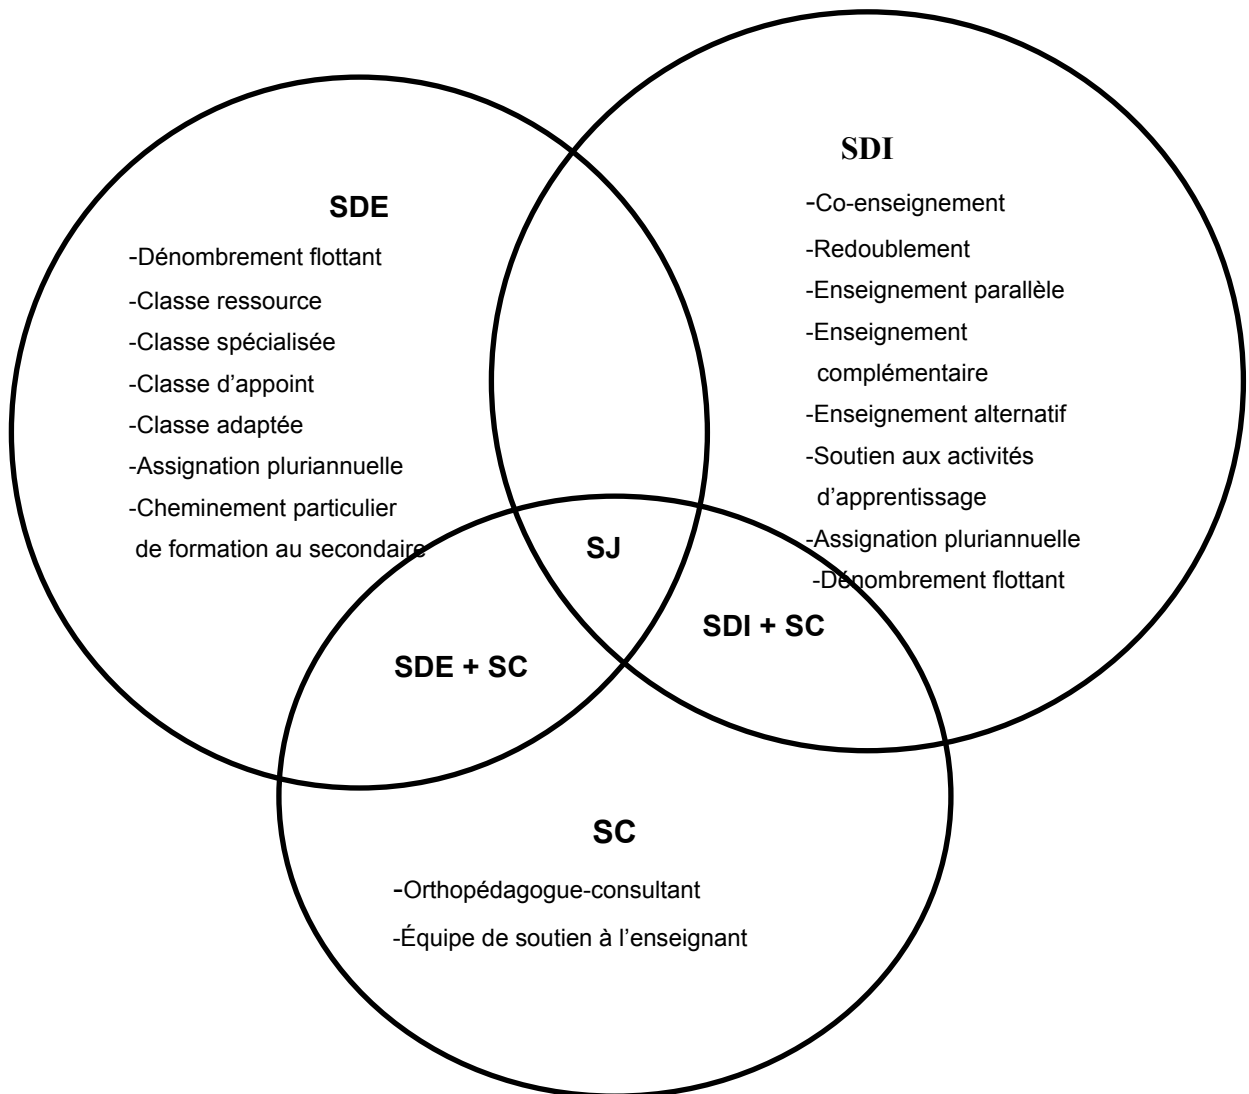 SDE
-Dénombrement flottant
-Classe ressource
-Classe spécialisée
-Classe d’appoint
-Classe adaptée
-Assignation pluriannuelle
-Cheminement particulier
de formation au secondaire
SDI
-Co-enseignement
-Redoublement
-Enseignement parallèle
-Enseignement
complémentaire
-Enseignement alternatif
-Soutien aux activités
d’apprentissage
-Assignation pluriannuelle
-Dénombrement flottant
SJ
SDI + SC
SDE + SC
SC
-Orthopédagogue-consultant
-Équipe de soutien à l’enseignant